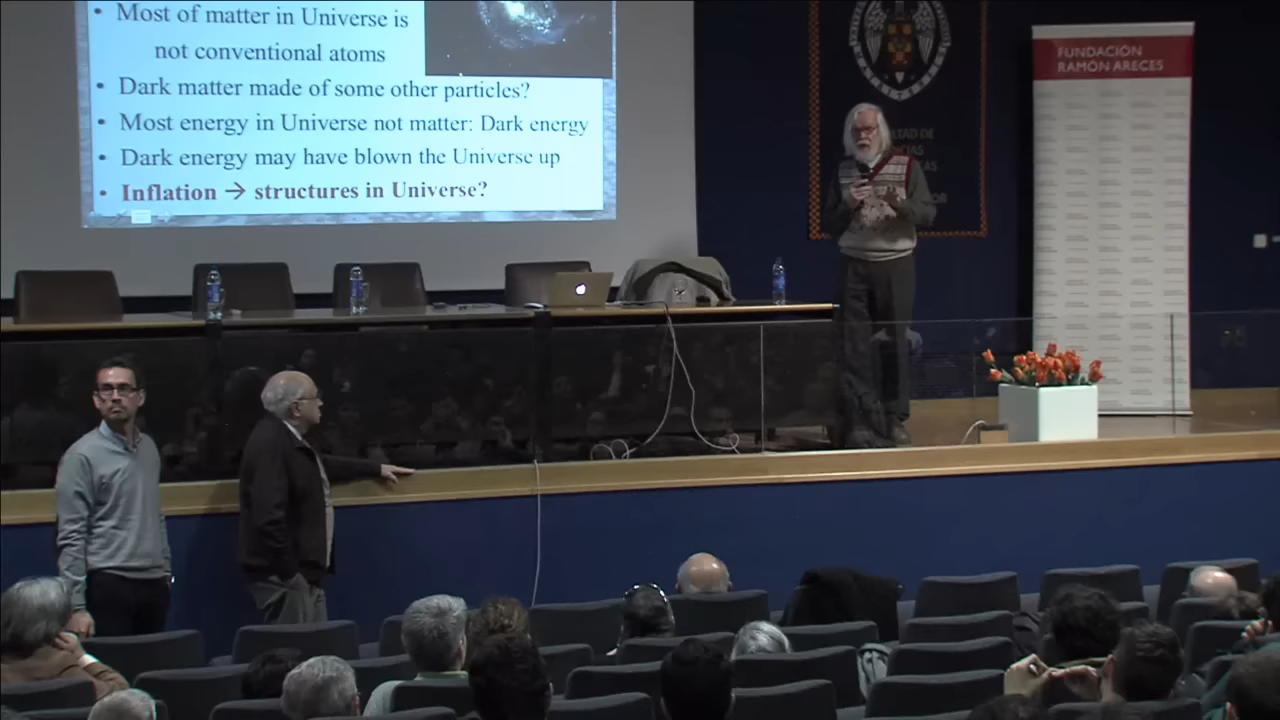 • Most of matter in Universe is
not conventional atoms
• Dark matter made of some other particles?
• Most energy in Universe not matter: Dark energy
• Dark energy may have blown the Universe up
• Inflation → structures in Universe?
FUNDACIÓN
RAMÓN ARECES